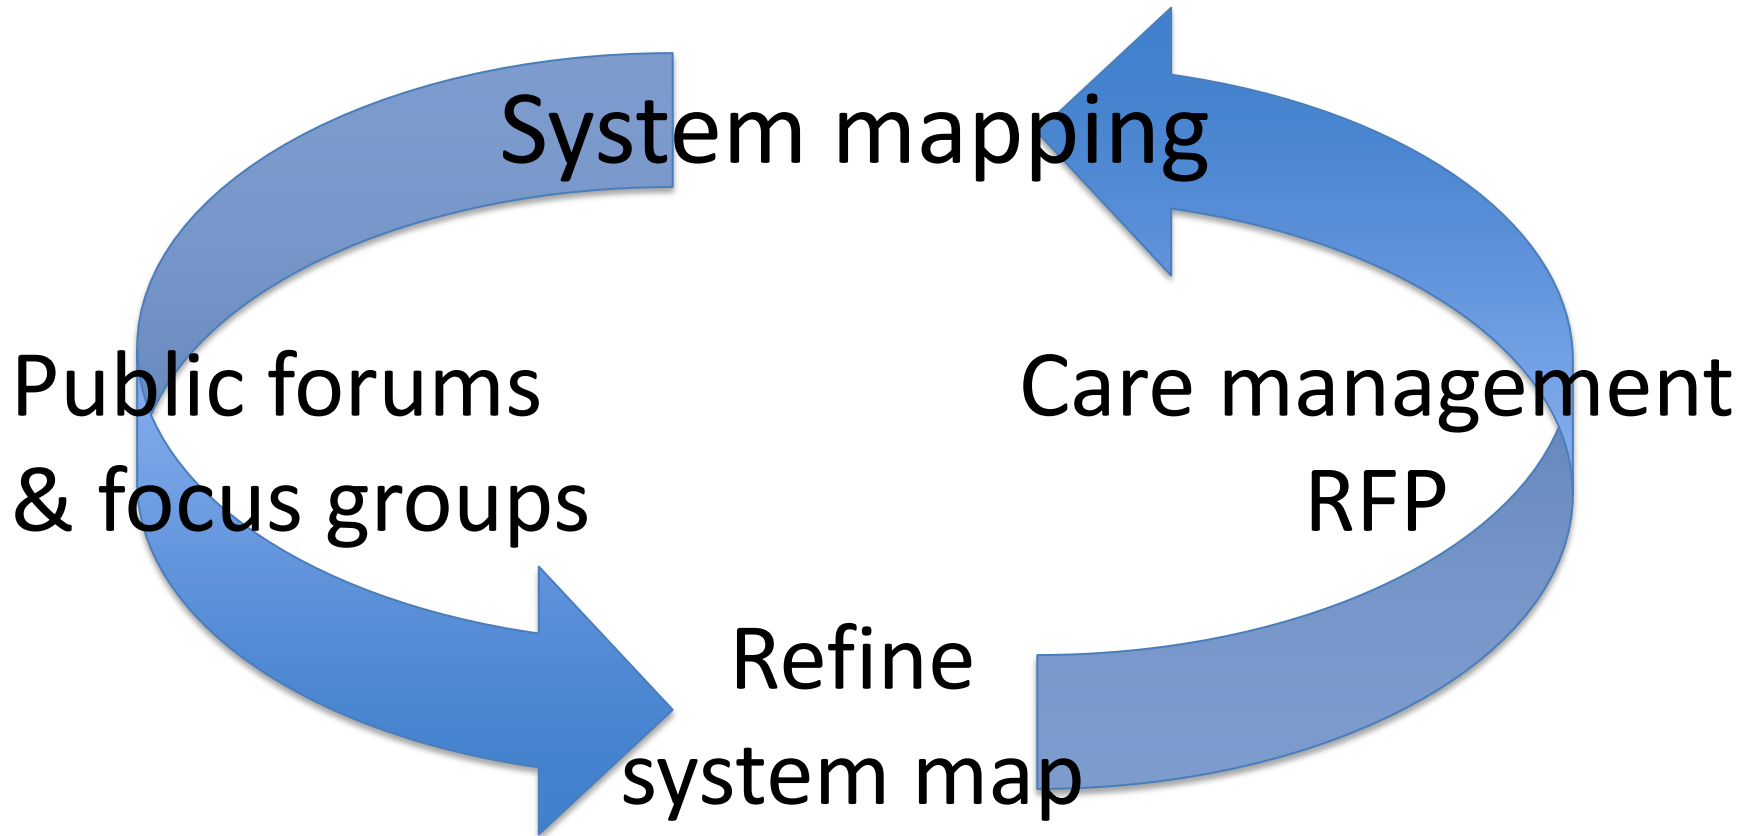 System mapping
Public forums
& focus groups
Care management
RFP
Refine
system map